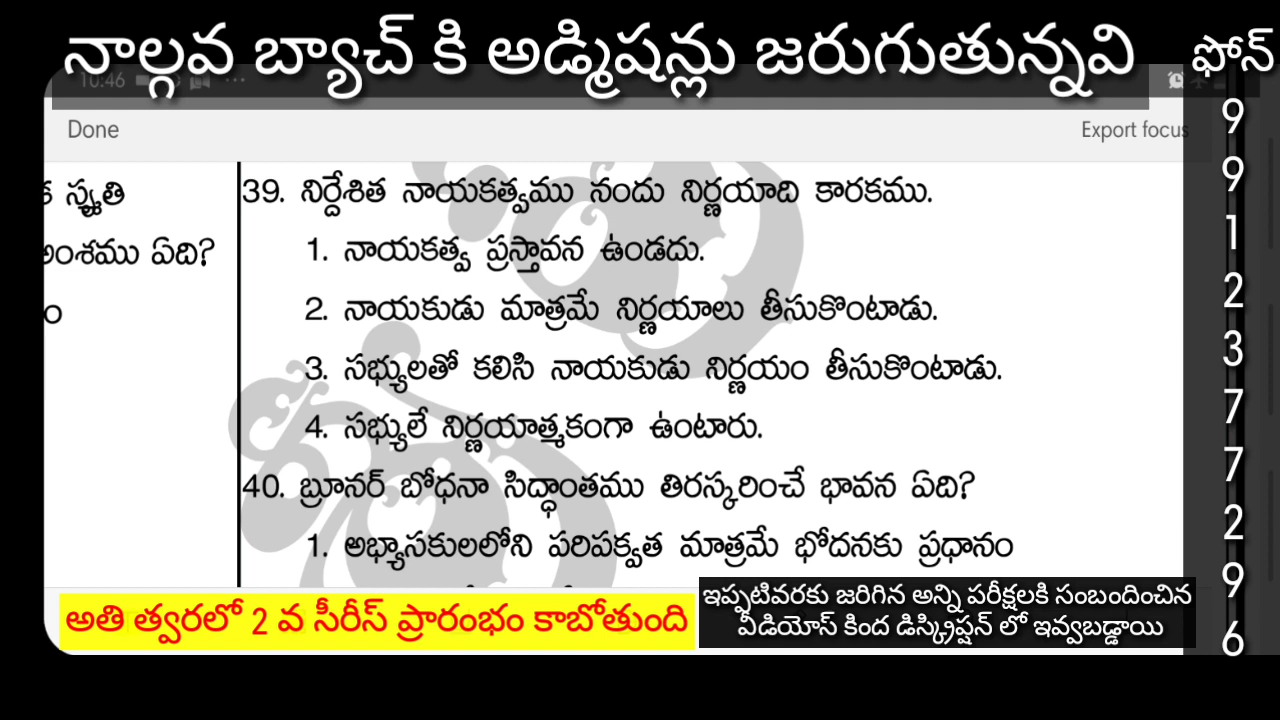 నాల్గవ బ్యాచ్ కి అడ్మిషన్లు జరుగుతున్నవి
ఫోన్
9
9
1
2
3
7
7
2
9
6
10:46
Done
Export focus
స్మృతి
అంశము ఏది?
39. నిర్దేశిత నాయకత్వము నందు నిర్ణయాది కారకము.
1. నాయకత్వ ప్రస్తావన ఉండదు.
2. నాయకుడు మాత్రమే నిర్ణయాలు తీసుకొంటాడు.
3. సభ్యులతో కలిసి నాయకుడు నిర్ణయం తీసుకొంటాడు.
4. సభ్యులే నిర్ణయాత్మకంగా ఉంటారు.
40. బ్రూనర్ బోధనా సిద్ధాంతము తిరస్కరించే భావన ఏది?
1. అభ్యాసకులలోని పరిపక్వత మాత్రమే భోదనకు ప్రధానం
అతి త్వరలో 2 వ సీరీస్ ప్రారంభం కాబోతుంది
ఇప్పటివరకు జరిగిన అన్ని పరీక్షలకి సంబందించిన
వీడియోస్ కింద డిస్క్రిప్షన్ లో ఇవ్వబడ్డాయి